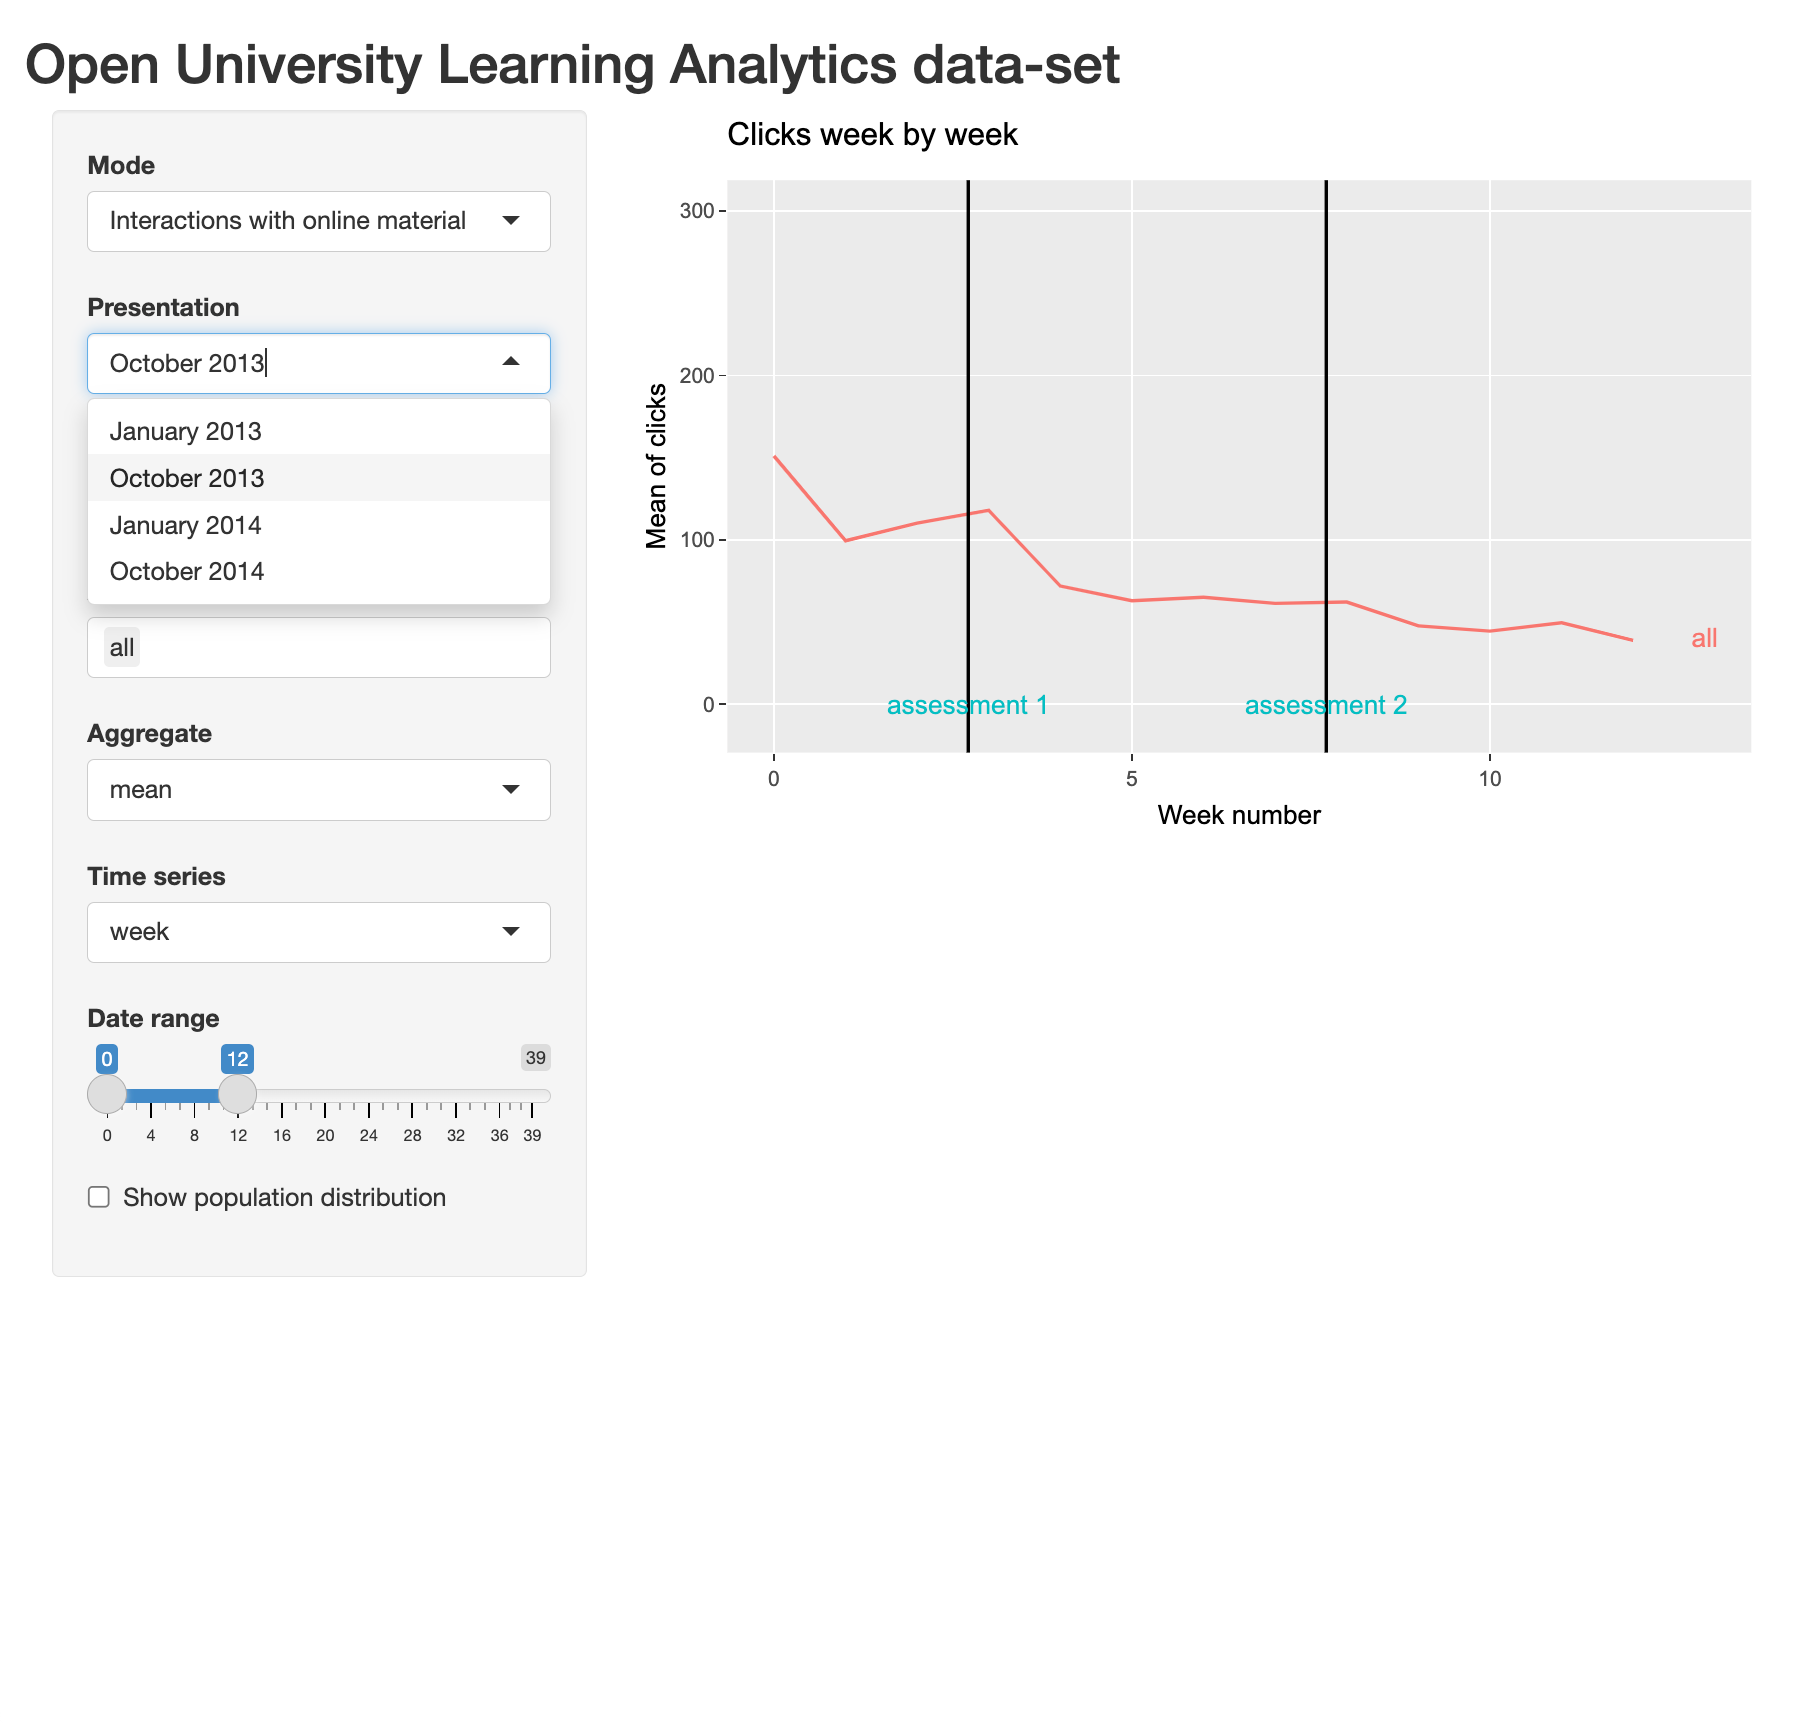 Open University Learning Analytics data-set
Mode
Interactions with online material
Presentation
October 2013
January 2013
October 2013
January 2014
October 2014
all
Aggregate
mean
Time series
week
Date range
0 12 39
0 4 8 12 16 20 24 28 32 36 39
Show population distribution
Clicks week by week
Mean of clicks
300
200
100
0
all
assessment 1 assessment 2
0 5 10
Week number